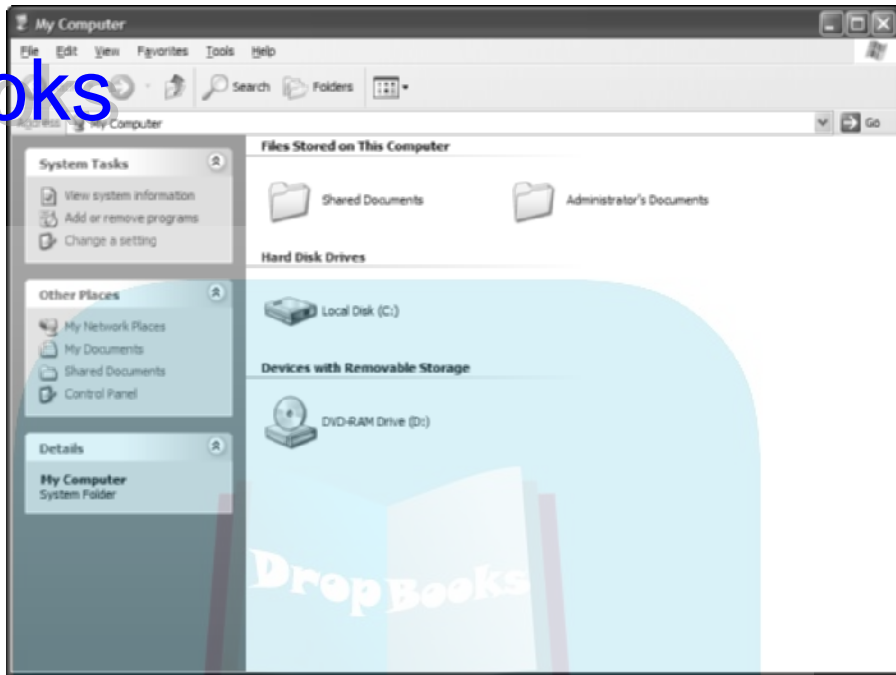 My Computer
File Edit View Favorites Tools Help
oks
Search Folders
Address My Computer Go
System Tasks
View system information
Add or remove programs
Change a setting
Other Places
My Network Places
My Documents
Shared Documents
Control Panel
Details
My Computer
System Folder
Files Stored on This Computer
Shared Documents Administrator's Documents
Hard Disk Drives
Local Disk (C:)
Devices with Removable Storage
DVD-RAM Drive (D:)
DropBooks